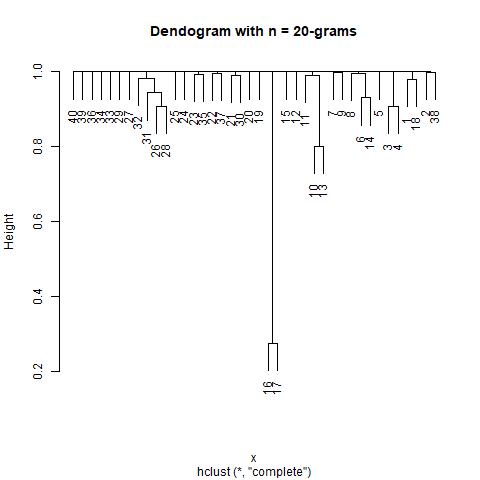 Dendogram with n = 20-grams
Height
1.0
0.8
0.6
0.4
0.2
40 39 36 34 33 29 27 32 31 26 28 25 24 23 35 22 37 21 30 20 19 16 17 15 12 11 10 13 7 9 8 6 14 5 3 4 1 18 2 38
x
hclust (*, "complete")